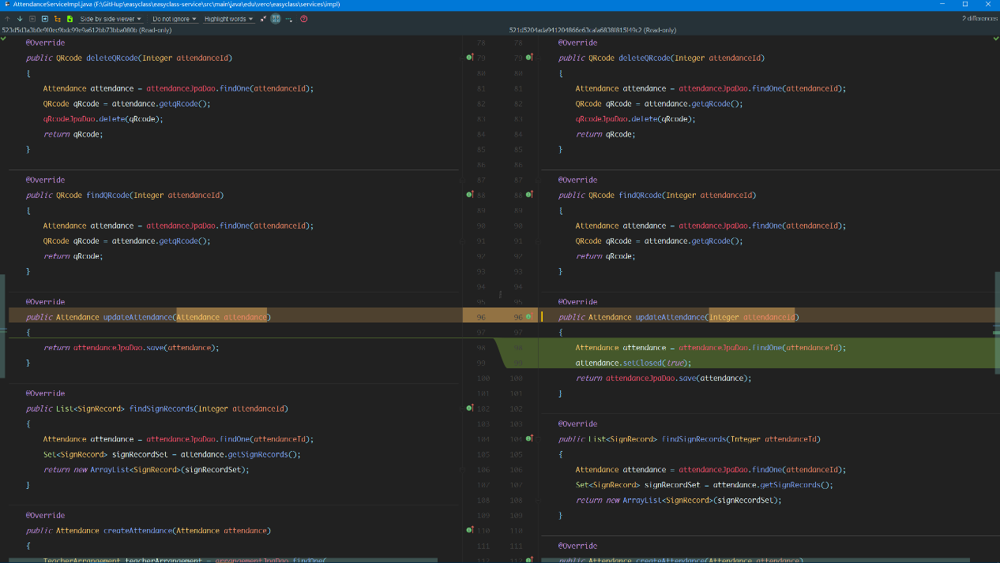 AttendanceServiceImpl.java (F:\GitHup\easyclass\easyclass-service\src\main\java\edu\vero\easyclass\services\impl)
Side by side viewer Do not ignore Highlight words 2 differences
(Read-only)
(Read-only)
@Override
public QRcode deleteQRcode(Integer attendanceId)
{
Attendance attendance = attendanceJpaDao.findOne(attendanceId);
QRcode qRcode = attendance.getqRcode();
qRcodeJpaDao.delete(qRcode);
return qRcode;
}
@Override
public QRcode findQRcode(Integer attendanceId)
{
Attendance attendance = attendanceJpaDao.findOne(attendanceId);
QRcode qRcode = attendance.getqRcode();
return qRcode;
}
@Override
public Attendance updateAttendance(Attendance attendance)
{
return attendanceJpaDao.save(attendance);
}
@Override
public List<SignRecord> findSignRecords(Integer attendanceId)
{
Attendance attendance = attendanceJpaDao.findOne(attendanceId);
Set<SignRecord> signRecordSet = attendance.getSignRecords();
return new ArrayList<SignRecord>(signRecordSet);
}
@Override
public Attendance createAttendance(Attendance attendance)
{
TeacherArrangement teacherArrangement = arrangementJpaDao.findOne(
78 78
79 79
80 80
81 81
82 82
83 83
84 84
85 85
86 86
87 87
88 88
89 89
90 90
91 91
92 92
93 93
94 94
95 95
96 96
97 97
98 98
99 99
100 100
101 101
102 102
103 103
104 104
105 105
106 106
107 107
108 108
109 109
110 110
111 111
112 112
@Override
public QRcode deleteQRcode(Integer attendanceId)
{
Attendance attendance = attendanceJpaDao.findOne(attendanceId);
QRcode qRcode = attendance.getqRcode();
qRcodeJpaDao.delete(qRcode);
return qRcode;
}
@Override
public QRcode findQRcode(Integer attendanceId)
{
Attendance attendance = attendanceJpaDao.findOne(attendanceId);
QRcode qRcode = attendance.getqRcode();
return qRcode;
}
@Override
public Attendance updateAttendance(Integer attendanceId)
{
Attendance attendance = attendanceJpaDao.findOne(attendanceId);
attendance.setClosed(true);
return attendanceJpaDao.save(attendance);
}
@Override
public List<SignRecord> findSignRecords(Integer attendanceId)
{
Attendance attendance = attendanceJpaDao.findOne(attendanceId);
Set<SignRecord> signRecordSet = attendance.getSignRecords();
return new ArrayList<SignRecord>(signRecordSet);
}
@Override
public Attendance createAttendance(Attendance attendance)